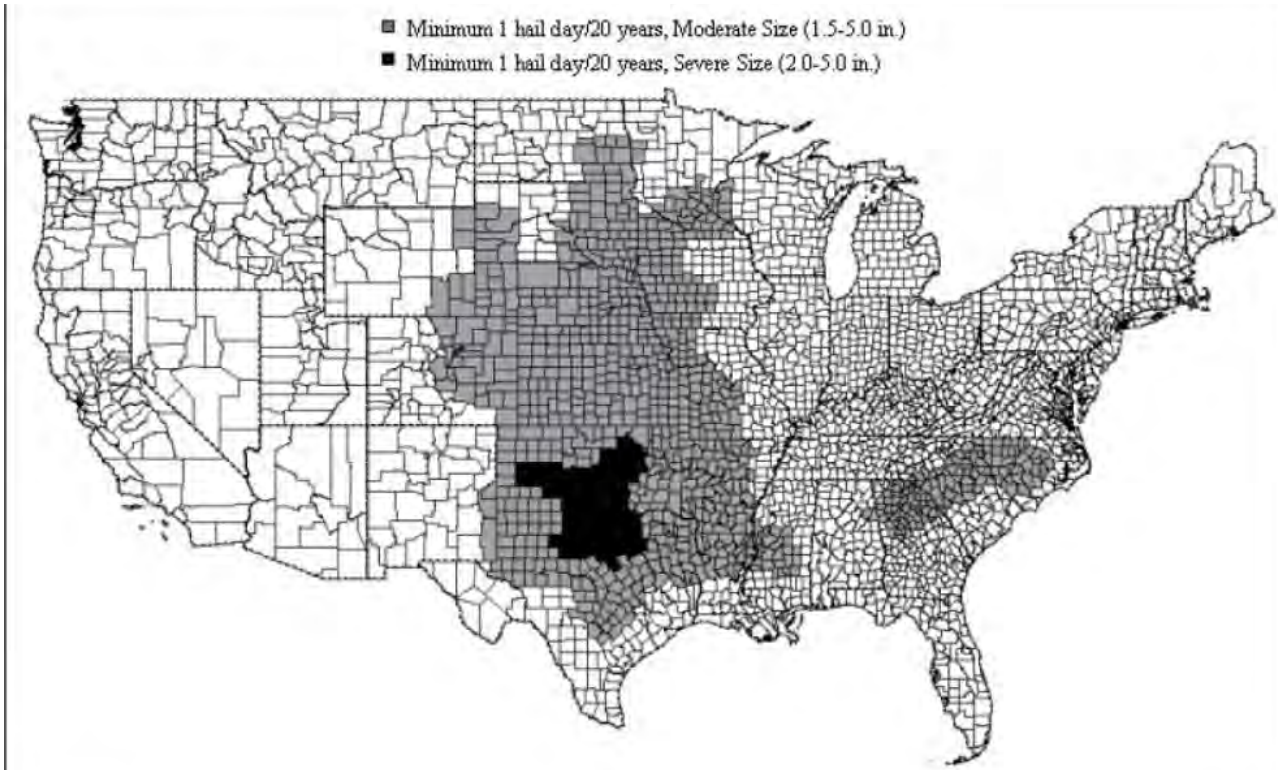 Minimum 1 hail day/20 years, Moderate Size (1.5-5.0 in.)
Minimum 1 hail day/20 years, Severe Size (2.0-5.0 in.)